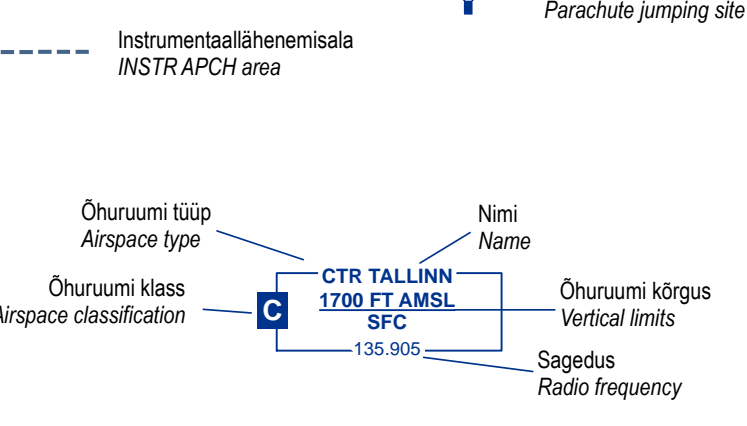 Parachute jumping site
Instrumentaallähenemisala
INSTR APCH area
Õhuruumi tüüp
Airspace type
Nimi
Name
Õhuruumi klass
Airspace classification
C
CTR TALLINN
1700 FT AMSL
SFC
135.905
Õhuruumi kõrgus
Vertical limits
Sagedus
Radio frequency